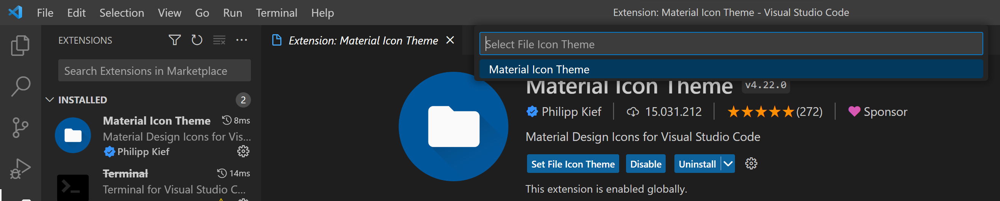 File Edit Selection View Go Run Terminal Help
Extension: Material Icon Theme - Visual Studio Code
EXTENSIONS
Search Extensions in Marketplace
INSTALLED
2
Material Icon Theme 8ms
Material Design Icons for Vis...
Philipp Kief
Terminal 14ms
Terminal for Visual Studio C...
Extension: Material Icon Theme
Select File Icon Theme
Material Icon Theme
Material Icon Theme v4.22.0
Philipp Kief 15.031.212 (272) Sponsor
Material Design Icons for Visual Studio Code
Set File Icon Theme Disable Uninstall
This extension is enabled globally.